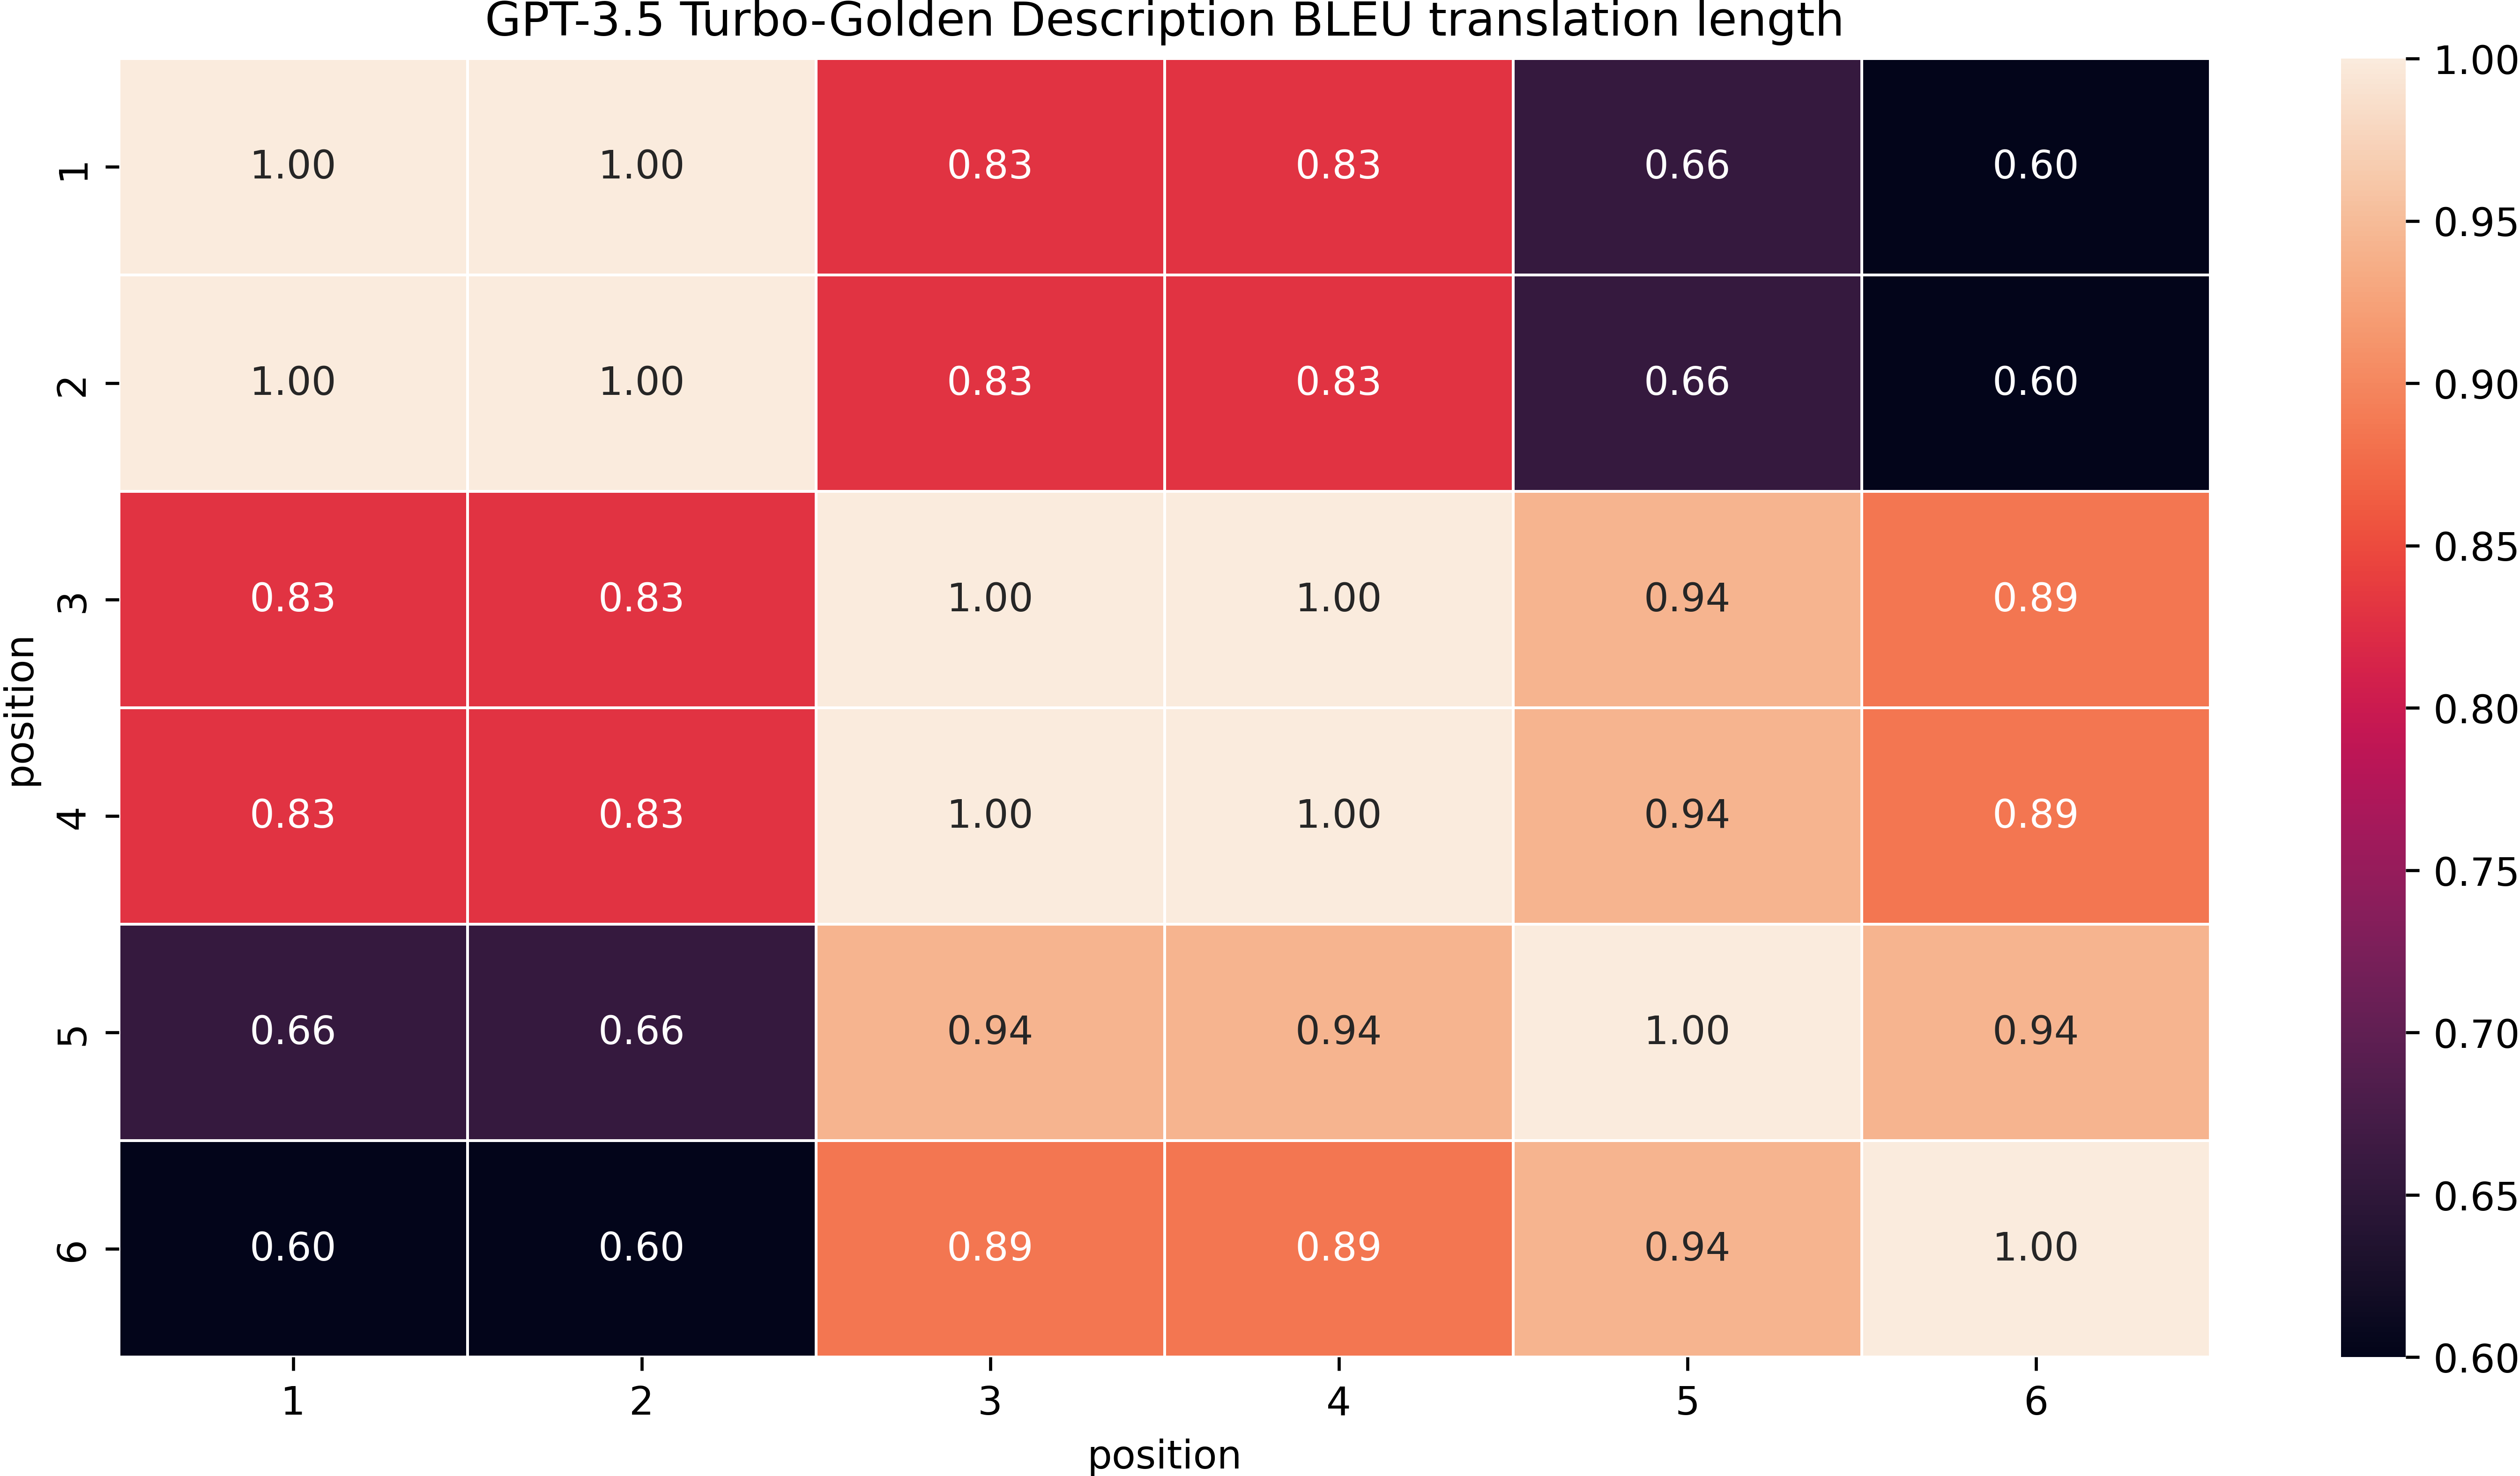 GPT-3.5 Turbo-Golden Description BLEU translation length
1 1.00 1.00 0.83 0.83 0.66 0.60
2 1.00 1.00 0.83 0.83 0.66 0.60
3 0.83 0.83 1.00 1.00 0.94 0.89
4 0.83 0.83 1.00 1.00 0.94 0.89
5 0.66 0.66 0.94 0.94 1.00 0.94
6 0.60 0.60 0.89 0.89 0.94 1.00
1 2 3 4 5 6
position
position
1.00
0.95
0.90
0.85
0.80
0.75
0.70
0.65
0.60